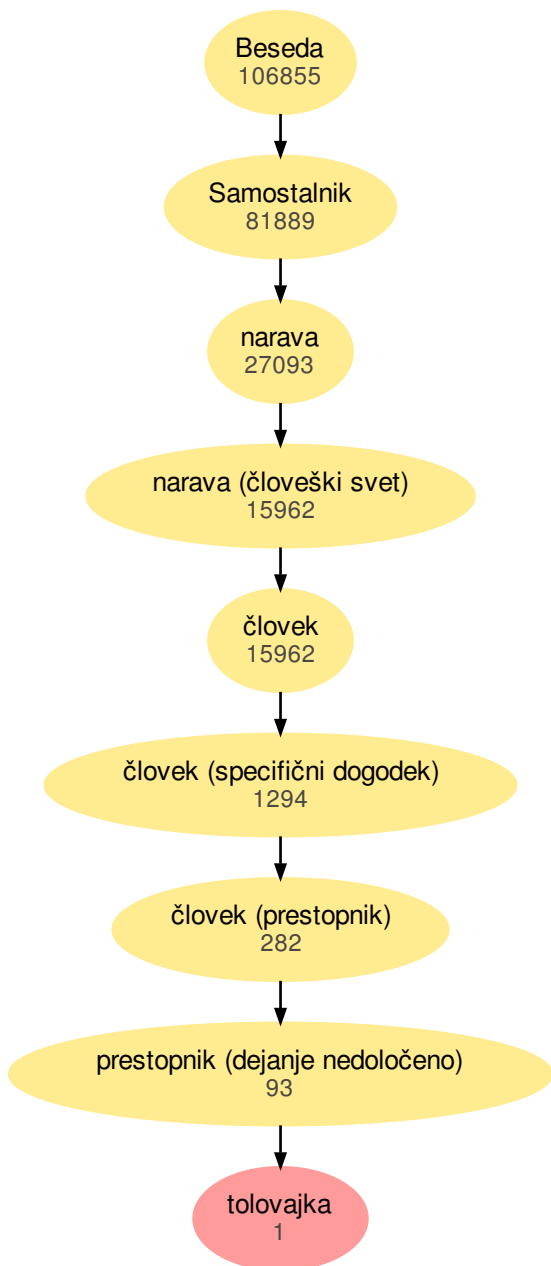 Beseda
106855
Samostalnik
81889
narava
27093
narava (človeški svet)
15962
človek
15962
človek (specifični dogodek)
1294
človek (prestopnik)
282
prestopnik (dejanje nedoločeno)
93
tolovajka
1